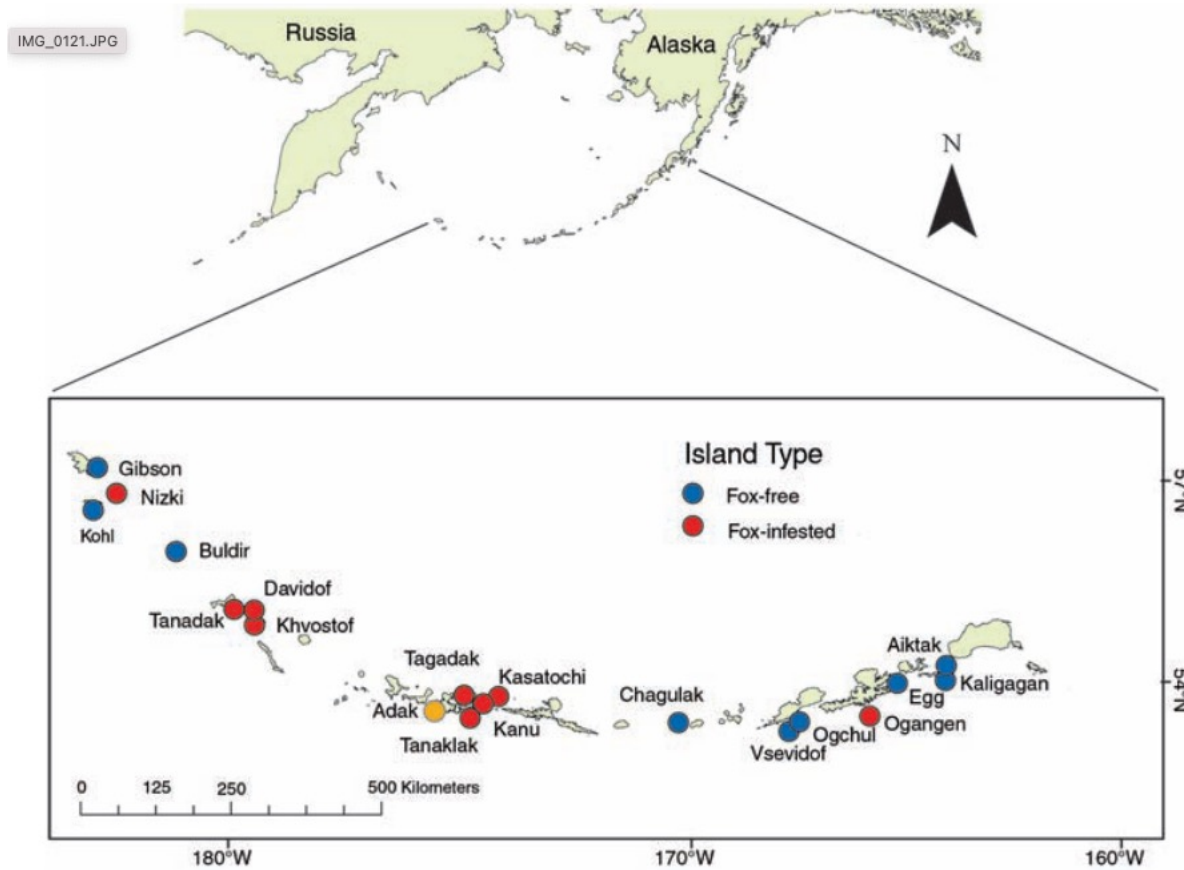 IMG_0121.JPG
Russia
Alaska
N
Island Type
Fox-free
Fox-infested
Gibson
Nizki
Kohl
Buldir
Davidof
Tanadak
Khvostof
Tagadak
Kasatochi
Adak
Kanu
Tanaklak
Chagulak
Aiktak
Kaligagan
Egg
Ogangen
Ogchul
Vsevidof
57°N
54°N
0 125 250 500 Kilometers
180°W 170°W 160°W